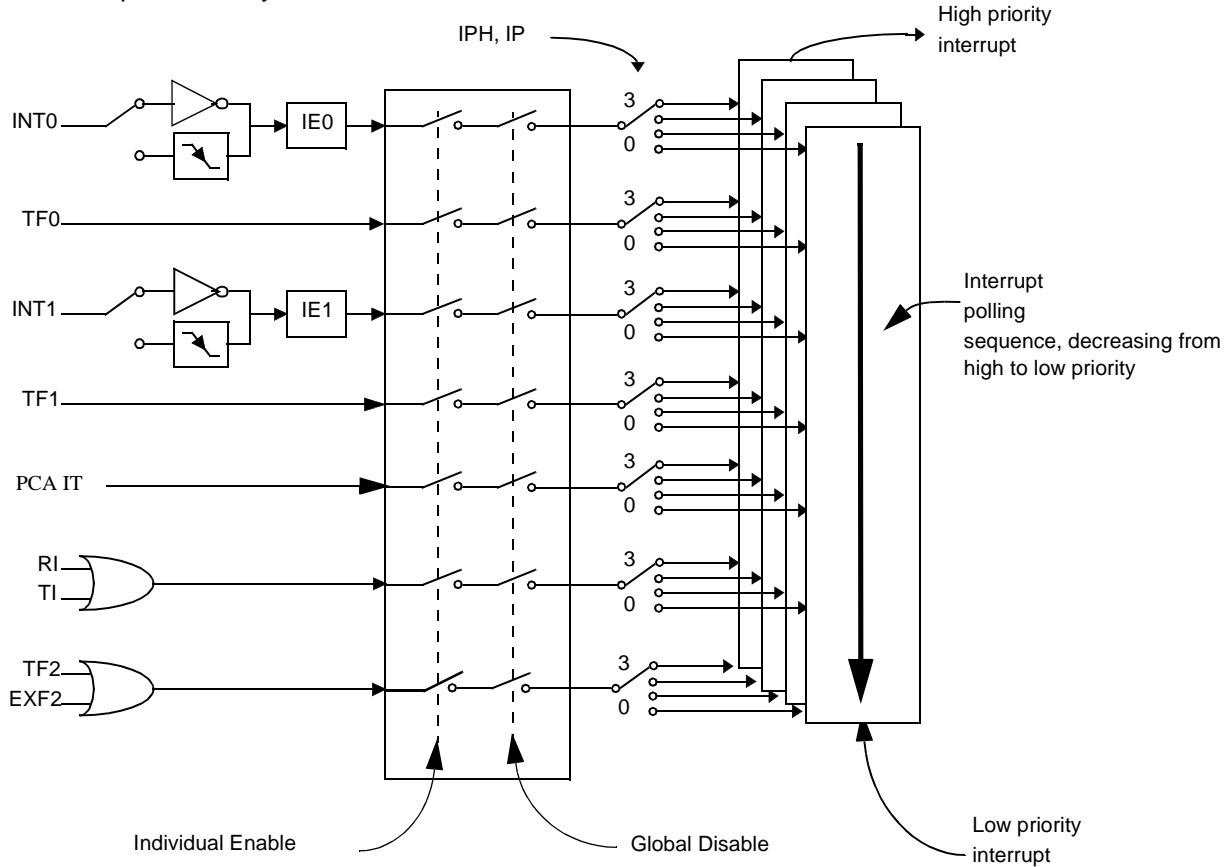 High priority
interrupt
IPH, IP
INT0
IE0
3
0
TF0
3
0
INT1
IE1
3
0
Interrupt
polling
sequence, decreasing from
high to low priority
TF1
3
0
PCA IT
3
0
RI
TI
3
0
TF2
EXF2
3
0
Individual Enable
Global Disable
Low priority
interrupt